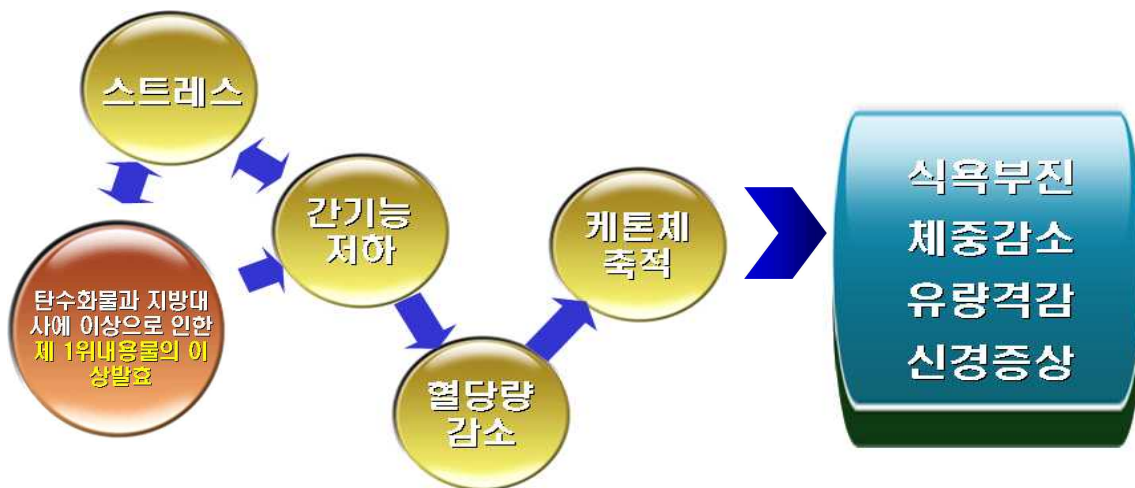 스트레스
탄수화물과 지방대
사에 이상으로 인한
제 1위내용물의 이
상발효
간기능
저하
혈당량
감소
케톤체
축적
식욕부진
체중감소
유량격감
신경증상